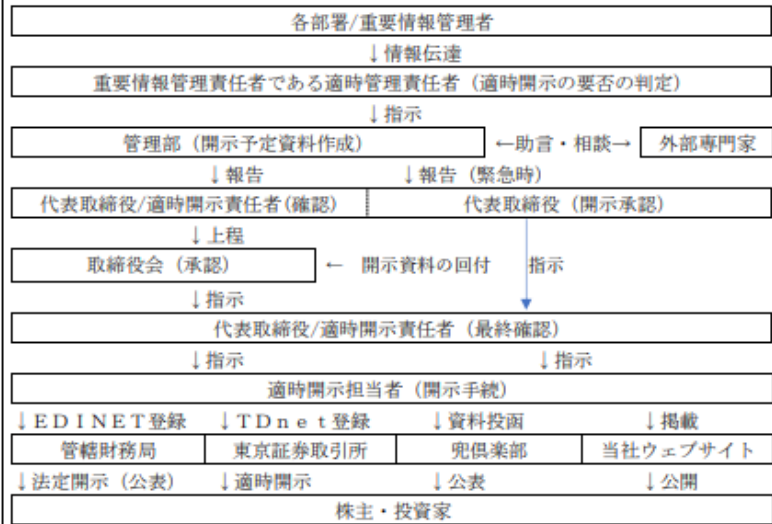 各部署/重要情報管理者
↓情報伝達
重要情報管理責任者である適時管理責任者（適時開示の要否の判定）
↓指示
管理部（開示予定資料作成） ←助言・相談→ 外部専門家
↓報告 ↓報告（緊急時）
代表取締役/適時開示責任者(確認) 代表取締役（開示承認）
↓上程
取締役会（承認） ← 開示資料の回付 指示
↓指示
代表取締役/適時開示責任者（最終確認）
↓指示 ↓指示
適時開示担当者（開示手続）
↓ＥＤＩＮＥＴ登録 ↓ＴＤｎｅｔ登録 ↓資料投函 ↓掲載
管轄財務局 東京証券取引所 兜倶楽部 当社ウェブサイト
↓法定開示（公表） ↓適時開示 ↓公表 ↓公開
株主・投資家